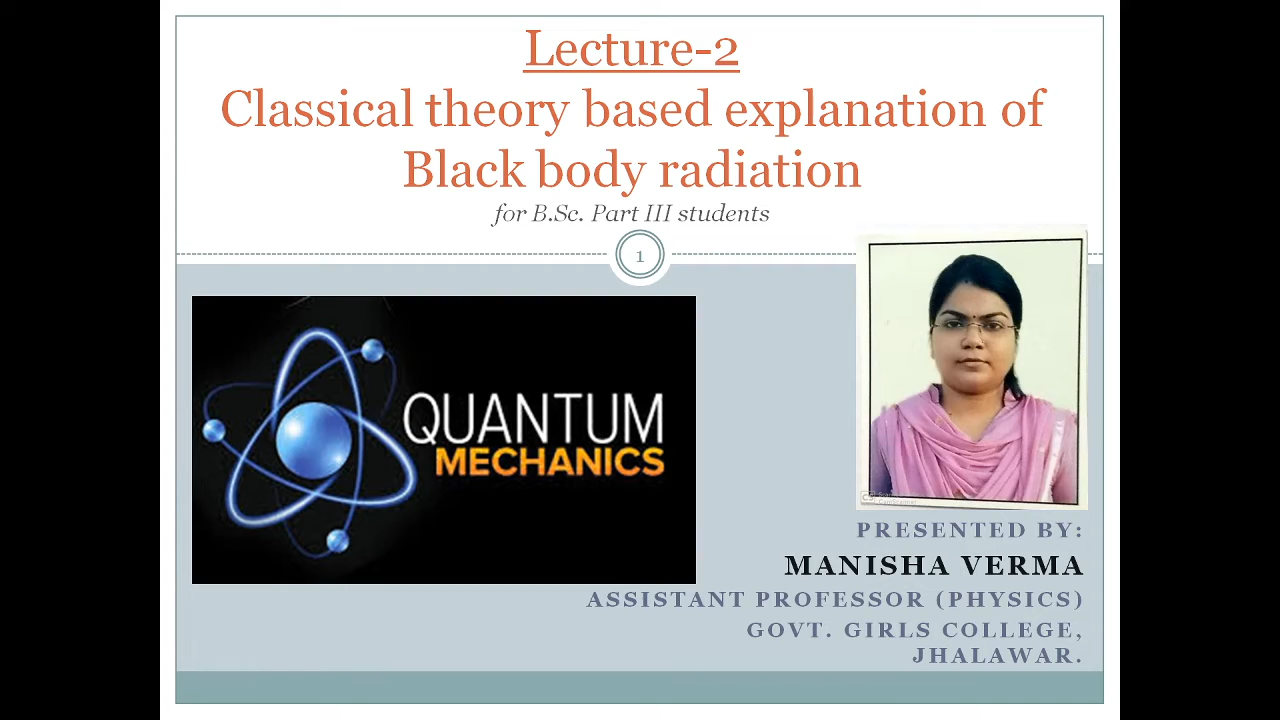 Lecture-2
Classical theory based explanation of
Black body radiation
for B.Sc. Part III students
1
QUANTUM
MECHANICS
PRESENTED BY:
MANISHA VERMA
ASSISTANT PROFESSOR (PHYSICS)
GOVT. GIRLS COLLEGE,
JHALAWAR.